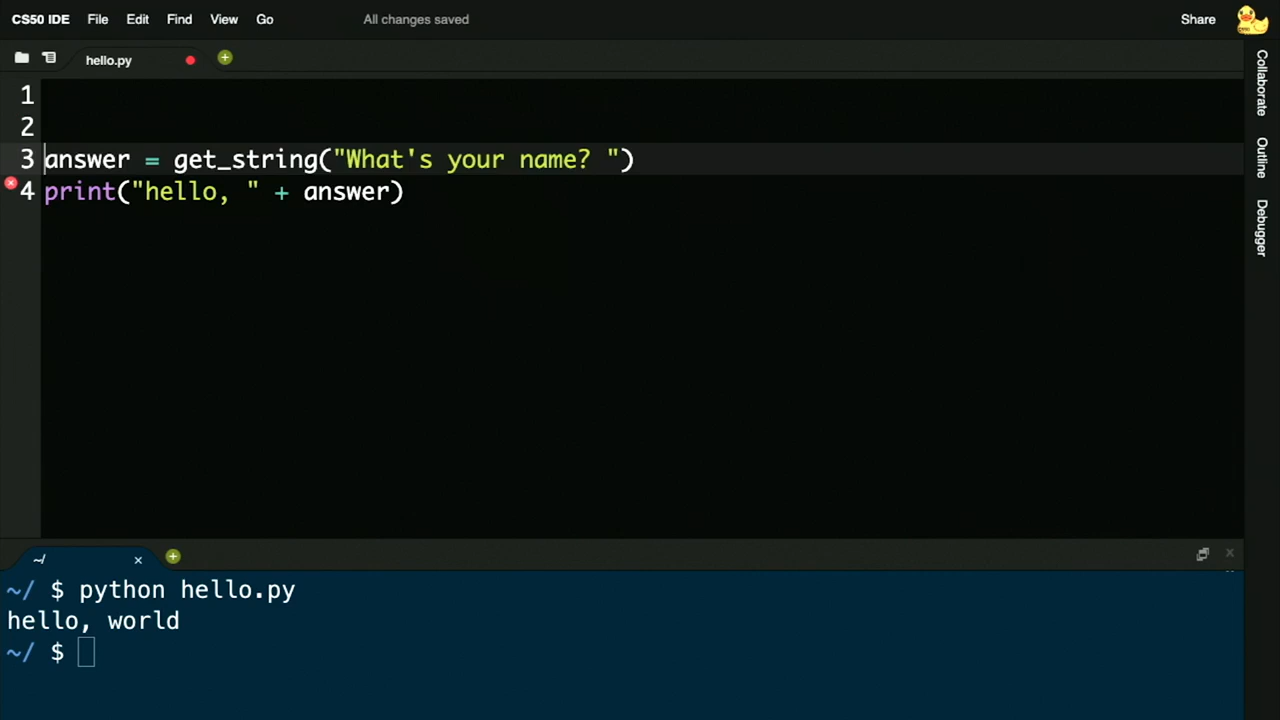 CS50 IDE File Edit Find View Go All changes saved Share
hello.py
1
2
3 answer = get_string("What's your name? ")
4 print("hello, " + answer)
Collaborate
Outline
Debugger
~/
~/ $ python hello.py
hello, world
~/ $